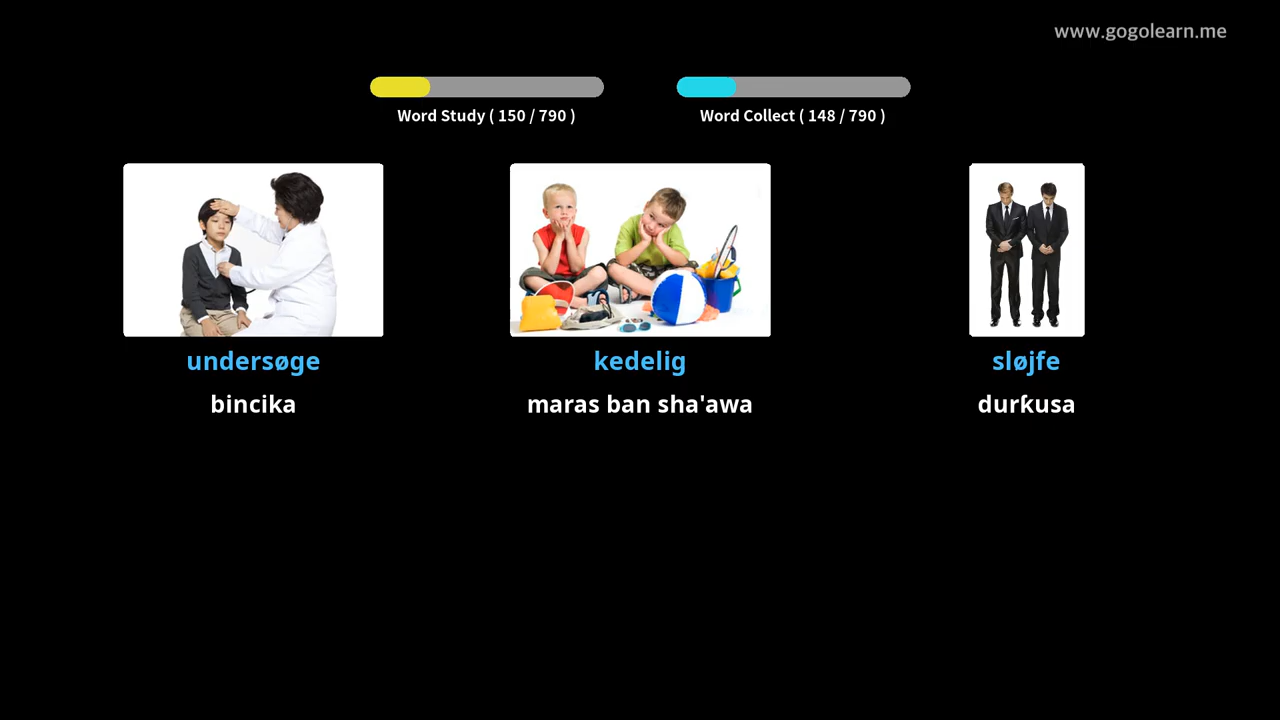 www.gogolearn.me
Word Study ( 150 / 790 )
Word Collect ( 148 / 790 )
undersøge
kedelig
sløjfe
bincika
maras ban sha'awa
durƙusa